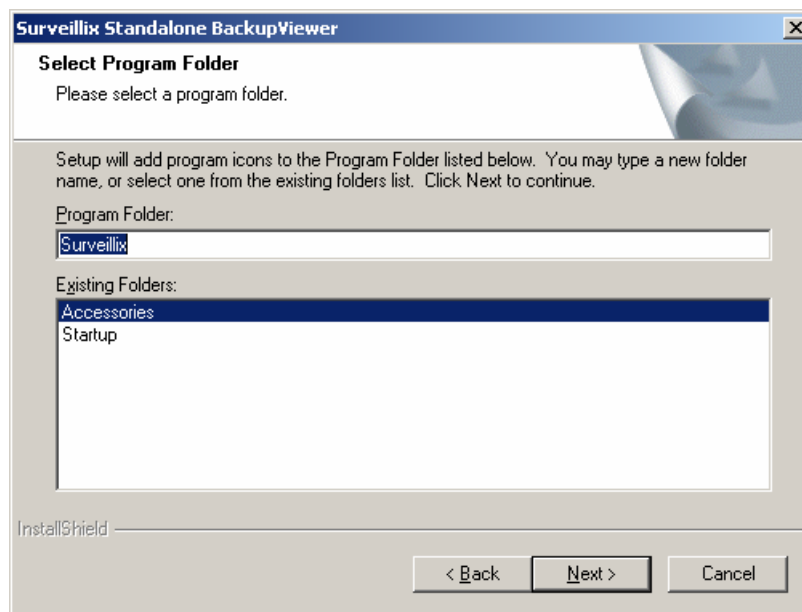 Surveillix Standalone BackupViewer
Select Program Folder
Please select a program folder.
Setup will add program icons to the Program Folder listed below. You may type a new folder
name, or select one from the existing folders list. Click Next to continue.
Program Folder:
Surveillix
Existing Folders:
Accessories
Startup
InstallShield
< Back Next > Cancel